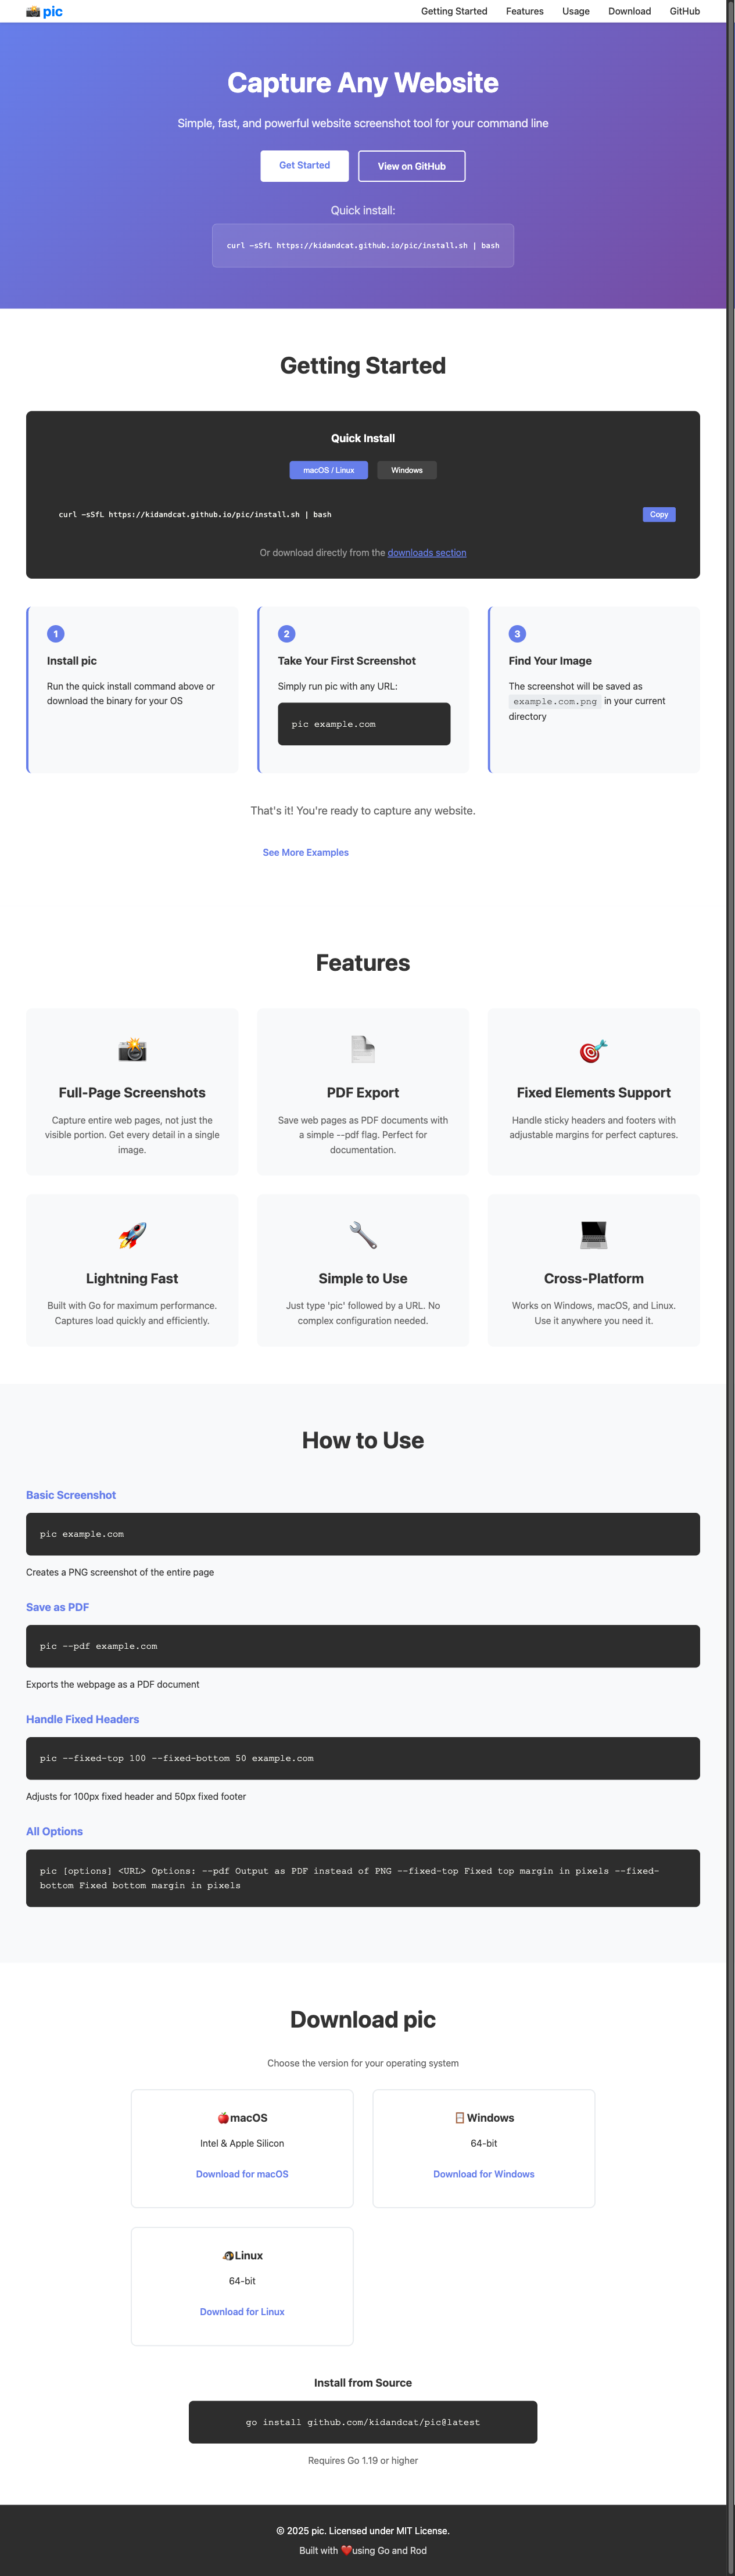 📸 pic
Getting Started
Features
Usage
Download
GitHub
Capture Any Website
Simple, fast, and powerful website screenshot tool for your command line
Get Started
View on GitHub
Quick install:
curl -sSfL https://kidandcat.github.io/pic/install.sh | bash
Getting Started
Quick Install
macOS / Linux
Windows
curl -sSfL https://kidandcat.github.io/pic/install.sh | bash
Copy
Or download directly from the downloads section
1
Install pic
Run the quick install command above or
download the binary for your OS
2
Take Your First Screenshot
Simply run pic with any URL:
pic example.com
3
Find Your Image
The screenshot will be saved as
example.com.png in your current
directory
That's it! You're ready to capture any website.
See More Examples
Features
Full-Page Screenshots
Capture entire web pages, not just the
visible portion. Get every detail in a single
image.
PDF Export
Save web pages as PDF documents with
a simple --pdf flag. Perfect for
documentation.
Fixed Elements Support
Handle sticky headers and footers with
adjustable margins for perfect captures.
Lightning Fast
Built with Go for maximum performance.
Captures load quickly and efficiently.
Simple to Use
Just type 'pic' followed by a URL. No
complex configuration needed.
Cross-Platform
Works on Windows, macOS, and Linux.
Use it anywhere you need it.
How to Use
Basic Screenshot
pic example.com
Creates a PNG screenshot of the entire page
Save as PDF
pic --pdf example.com
Exports the webpage as a PDF document
Handle Fixed Headers
pic --fixed-top 100 --fixed-bottom 50 example.com
Adjusts for 100px fixed header and 50px fixed footer
All Options
pic [options] <URL> Options: --pdf Output as PDF instead of PNG --fixed-top Fixed top margin in pixels --fixed-
bottom Fixed bottom margin in pixels
Download pic
Choose the version for your operating system
🍎macOS
Intel & Apple Silicon
Download for macOS
🪟Windows
64-bit
Download for Windows
🐧Linux
64-bit
Download for Linux
Install from Source
go install github.com/kidandcat/pic@latest
Requires Go 1.19 or higher
© 2025 pic. Licensed under MIT License.
Built with ❤️using Go and Rod